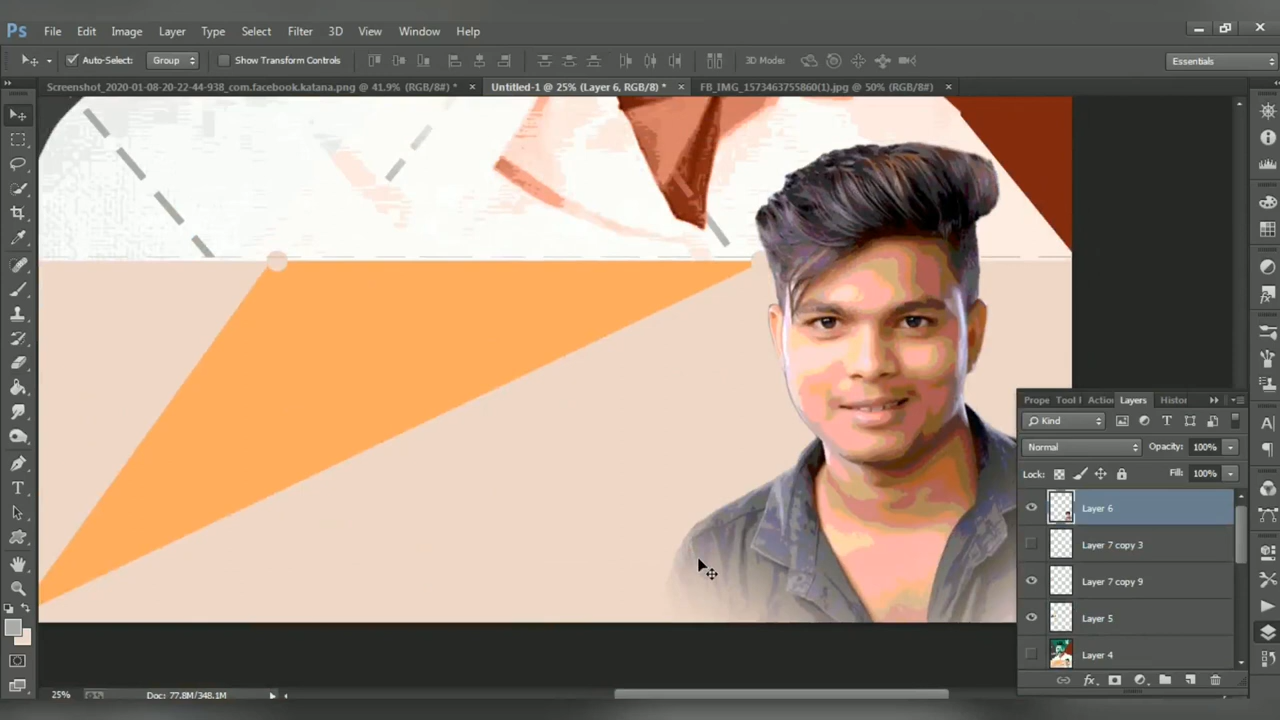 Ps File Edit Image Layer Type Select Filter 3D View Window Help
Auto-Select: Group Show Transform Controls 3D Mode: Essentials
Screenshot_2020-01-08-20-22-44-938_com.facebook.katana.png @ 41.9% (RGB/8#) * × Untitled-1 @ 25% (Layer 6, RGB/8) * × FB_IMG_1573463755860(1).jpg @ 50% (RGB/8#) ×
Prope Tool I Action Layers Histor
Kind T
Normal Opacity: 100%
Lock: Fill: 100%
Layer 6
Layer 7 copy 3
Layer 7 copy 9
Layer 5
Layer 4
fx
25% Doc: 77.8M/348.1M